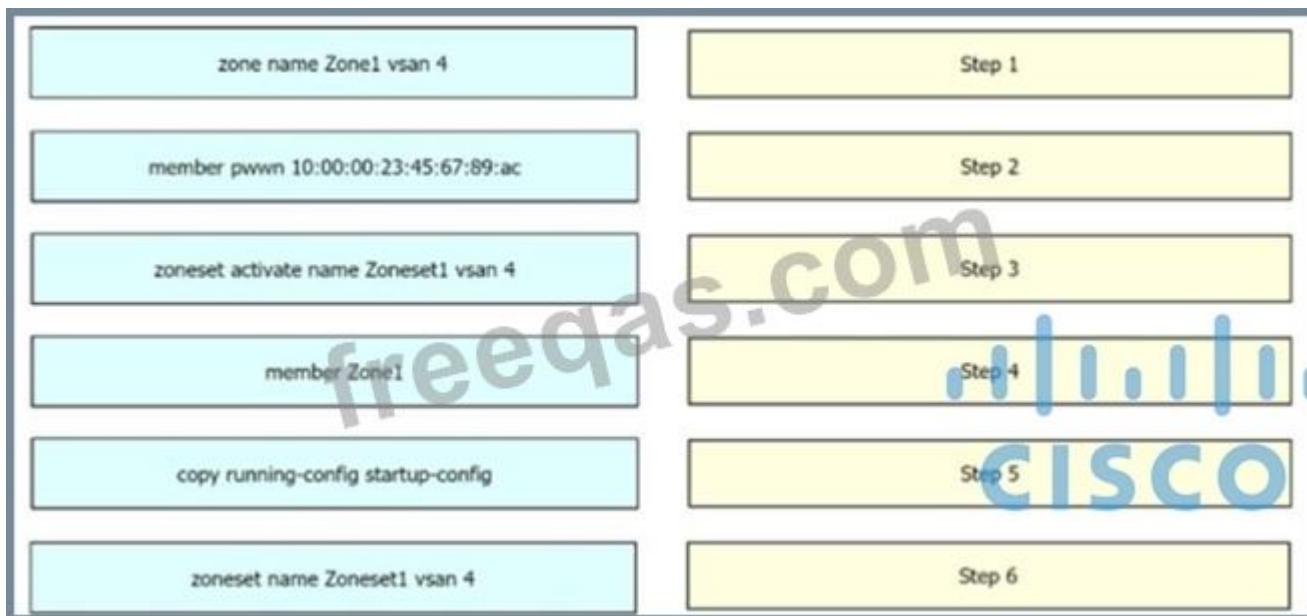 zone name Zone1 vsan 4
Step 1
member pwwn 10:00:00:23:45:67:89:ac
Step 2
zoneset activate name Zoneset1 vsan 4
Step 3
member Zone1
Step 4
copy running-config startup-config
Step 5
zoneset name Zoneset1 vsan 4
Step 6
freeqas.com
CISCO